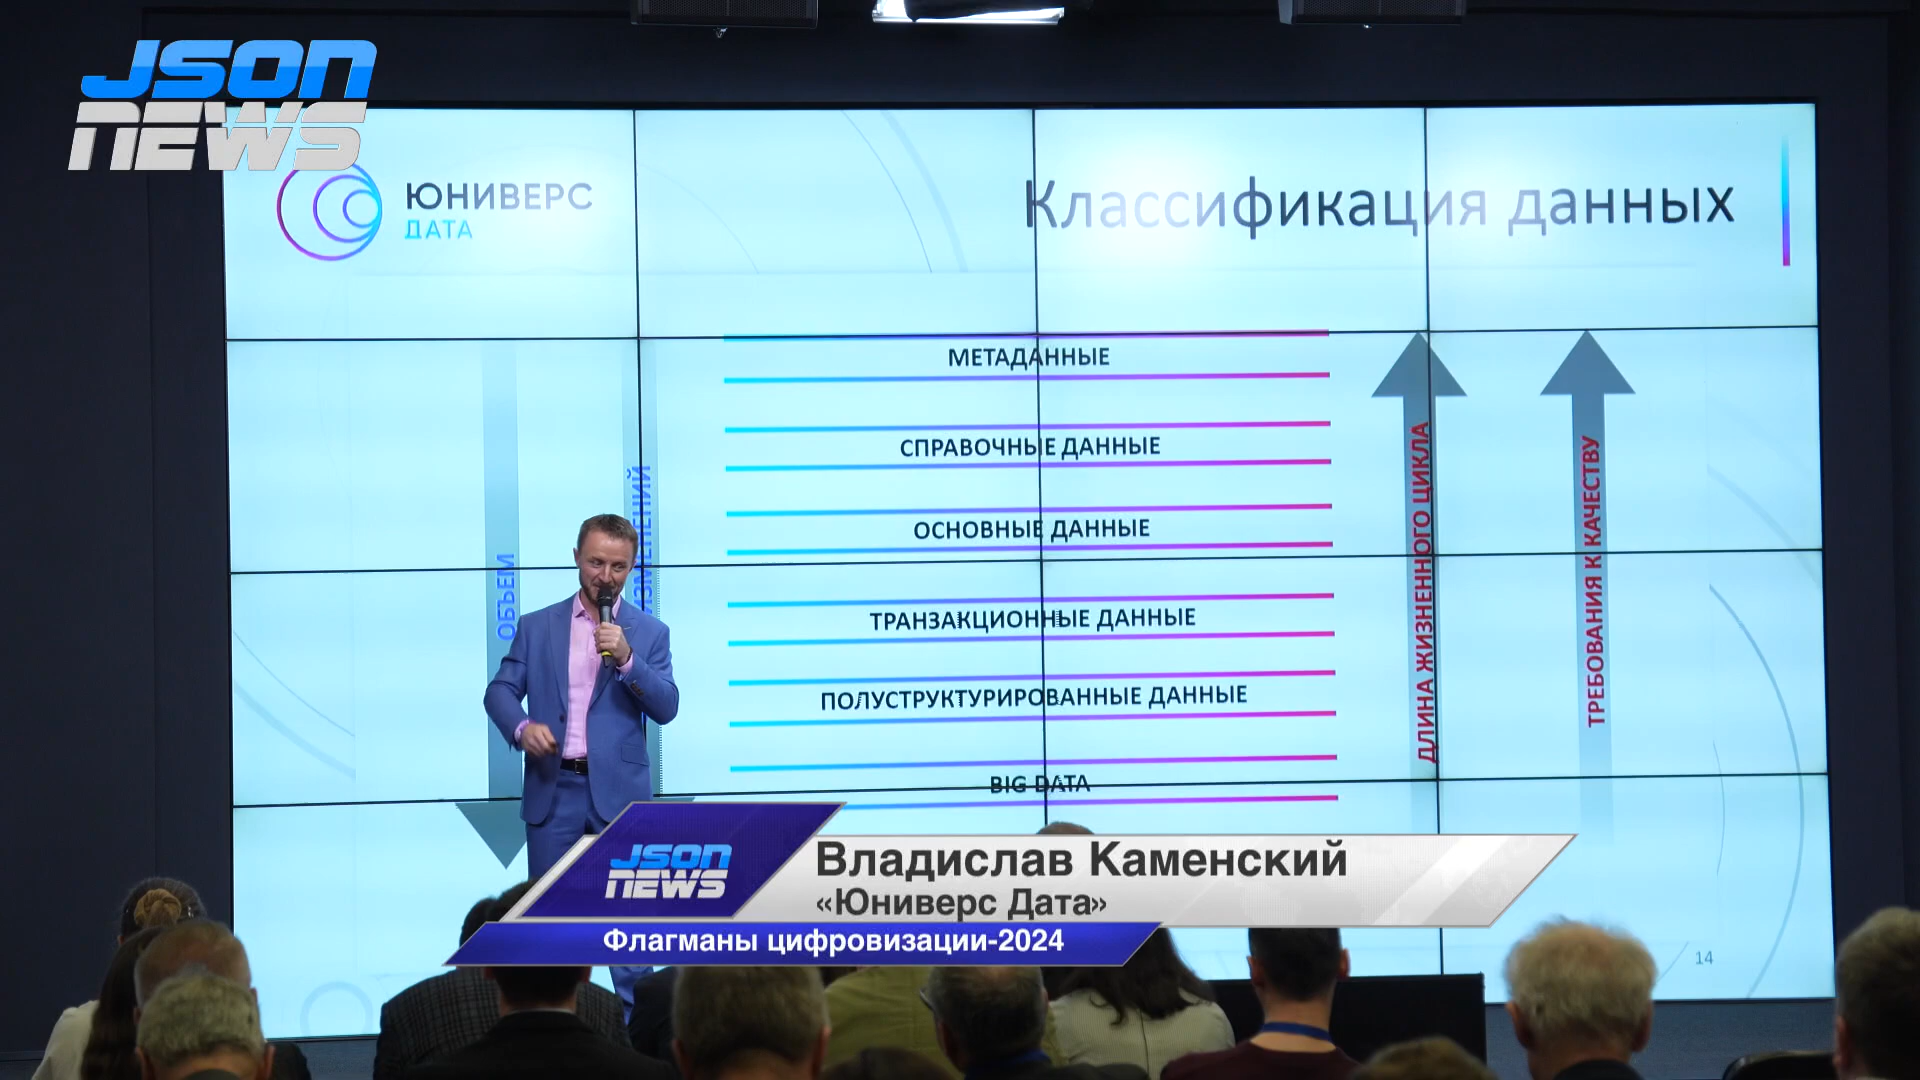 JSON
NEWS
ЮНИВЕРС
ДАТА
Классификация данных
МЕТАДАННЫЕ
СПРАВОЧНЫЕ ДАННЫЕ
ОСНОВНЫЕ ДАННЫЕ
ТРАНЗАКЦИОННЫЕ ДАННЫЕ
ПОЛУСТРУКТУРИРОВАННЫЕ ДАННЫЕ
BIG DATA
ОБЪЕМ
ИЗМЕНЕНИЙ
ДЛИНА ЖИЗНЕННОГО ЦИКЛА
ТРЕБОВАНИЯ К КАЧЕСТВУ
JSON
NEWS
Владислав Каменский
«Юниверс Дата»
Флагманы цифровизации-2024
14